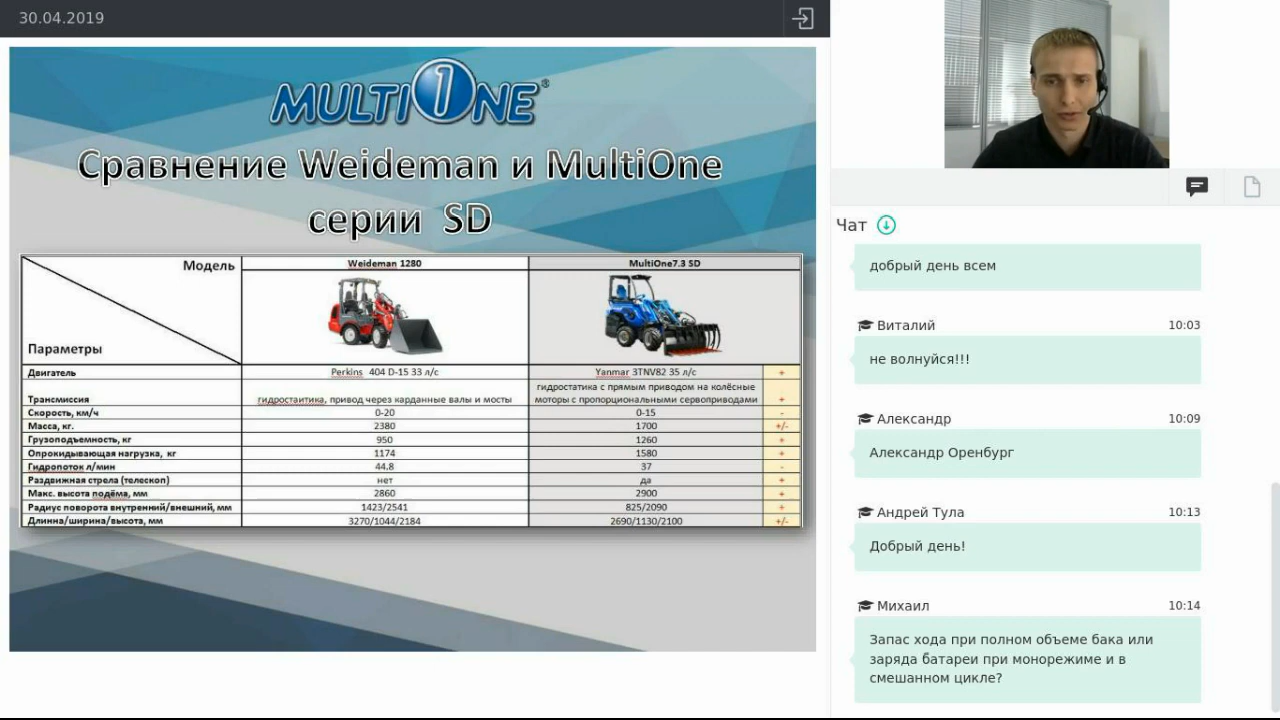 30.04.2019
MULTIONE®
Сравнение Weideman и MultiOne
серии SD
Модель
Параметры
Weideman 1280
MultiOne7.3 SD
Двигатель Perkins 404 D-15 33 л/с Yanmar 3TNV82 35 л/с +
Трансмиссия гидростаитика, привод через карданные валы и мосты гидростатика с прямым приводом на колёсные
моторы с пропорциональными сервоприводами +
Скорость, км/ч 0-20 0-15 -
Масса, кг. 2380 1700 +/-
Грузоподъемность, кг 950 1260 +
Опрокидывающая нагрузка, кг 1174 1580 +
Гидропоток л/мин 44.8 37 -
Раздвижная стрела (телескоп) нет да +
Макс. высота подёма, мм 2860 2900 +
Радиус поворота внутренний/внешний, мм 1423/2541 825/2090 +
Длинна/ширина/высота, мм 3270/1044/2184 2690/1130/2100 +/-
Чат
добрый день всем
Виталий 10:03
не волнуйся!!!
Александр 10:09
Александр Оренбург
Андрей Тула 10:13
Добрый день!
Михаил 10:14
Запас хода при полном объеме бака или
заряда батареи при монорежиме и в
смешанном цикле?